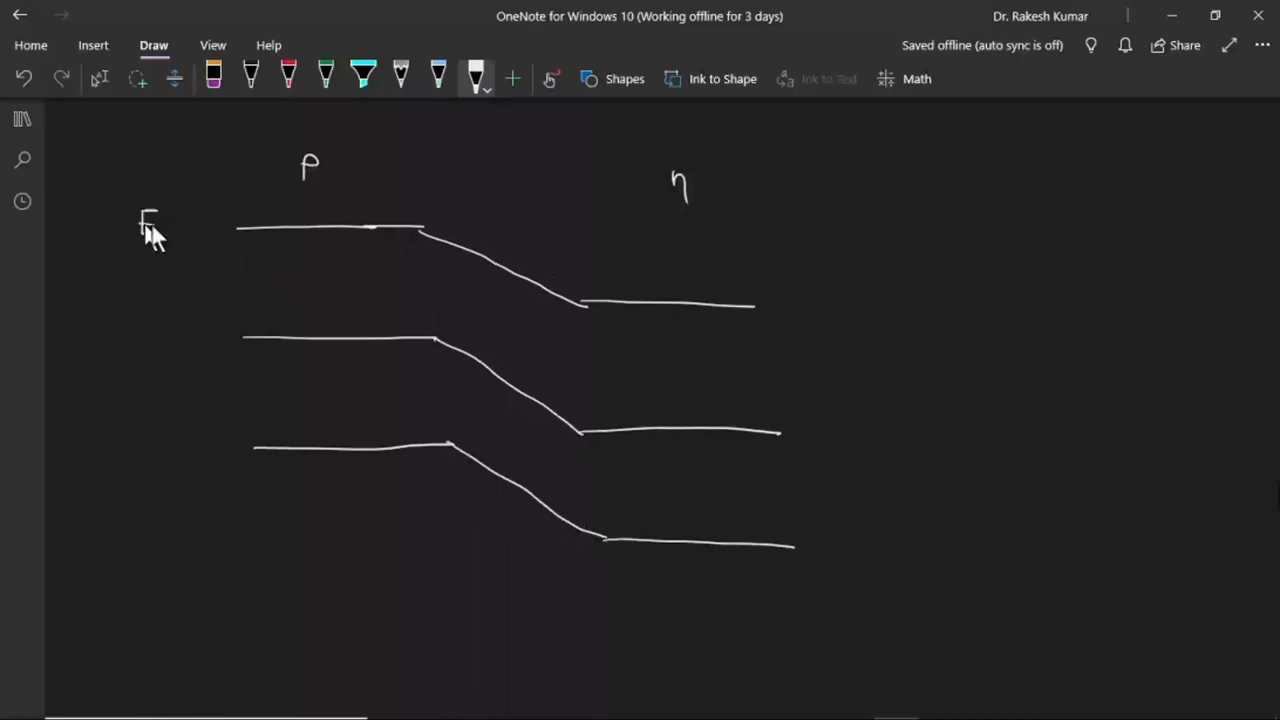 OneNote for Windows 10 (Working offline for 3 days)
Dr. Rakesh Kumar
Home Insert Draw View Help
Saved offline (auto sync is off)
Share
Shapes
Ink to Shape
Ink to Text
Math
P
η
E